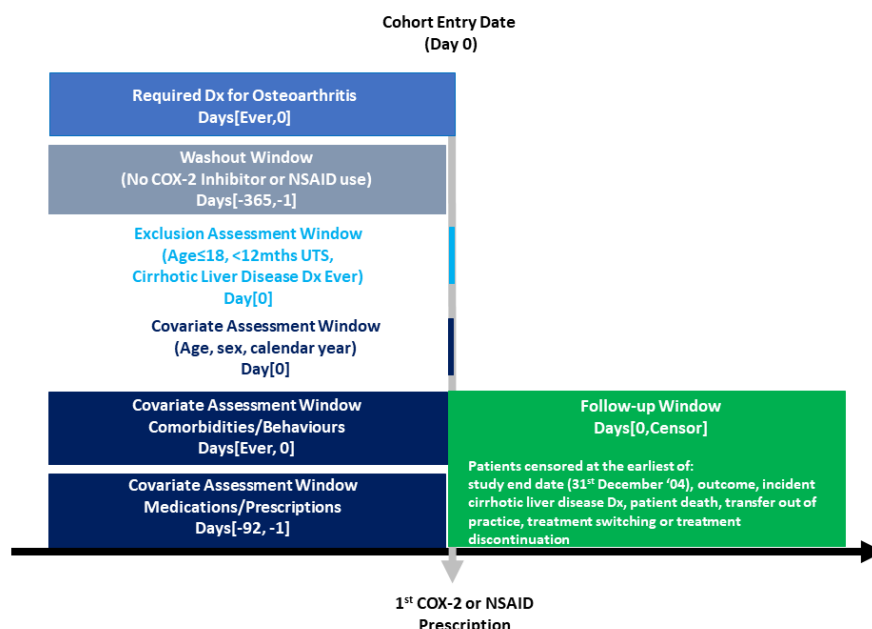 Cohort Entry Date
(Day 0)
Required Dx for Osteoarthritis
Days[Ever,0]
Washout Window
(No COX-2 Inhibitor or NSAID use)
Days[-365,-1]
Exclusion Assessment Window
(Age≤18, <12mths UTS,
Cirrhotic Liver Disease Dx Ever)
Day[0]
Covariate Assessment Window
(Age, sex, calendar year)
Day[0]
Covariate Assessment Window
Comorbidities/Behaviours
Days[Ever, 0]
Follow-up Window
Days[0,Censor]
Patients censored at the earliest of:
study end date (31st December ‘04), outcome, incident
cirrhotic liver disease Dx, patient death, transfer out of
practice, treatment switching or treatment
discontinuation
Covariate Assessment Window
Medications/Prescriptions
Days[-92, -1]
1st COX-2 or NSAID
Prescription